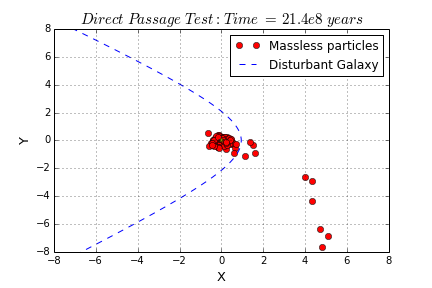 Direct Passage Test: Time = 21.4e8 years
Massless particles
Disturbant Galaxy
8
6
4
2
0
−2
−4
−6
−8
Y
−8 −6 −4 −2 0 2 4 6 8
X